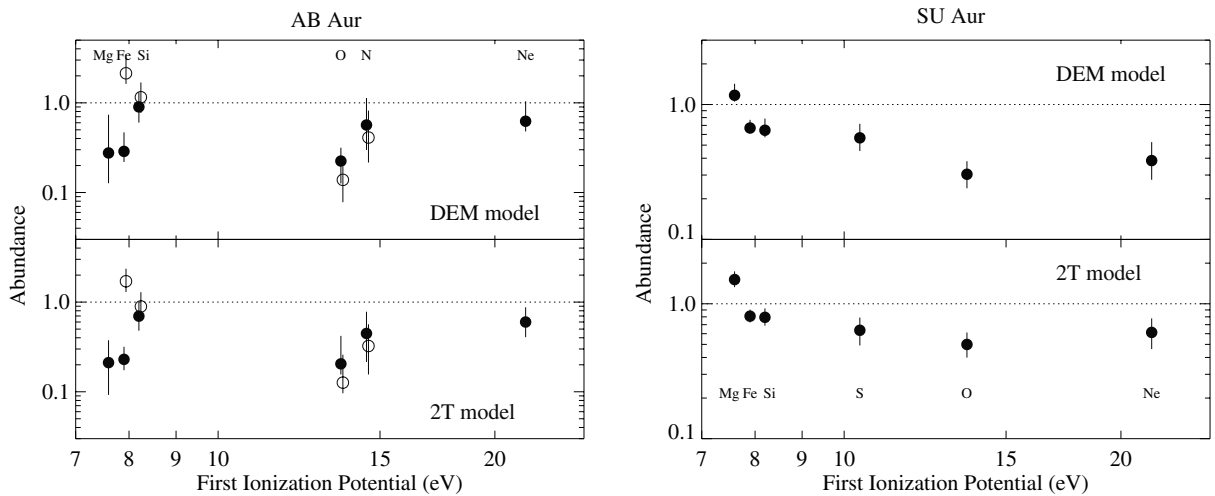 AB Aur
Mg Fe Si O N Ne
1.0
0.1
DEM model
Abundance
1.0
0.1
2T model
7 8 9 10 15 20
First Ionization Potential (eV)
SU Aur
DEM model
1.0
0.1
Abundance
2T model
1.0
Mg Fe Si S O Ne
0.1
7 8 9 10 15 20
First Ionization Potential (eV)